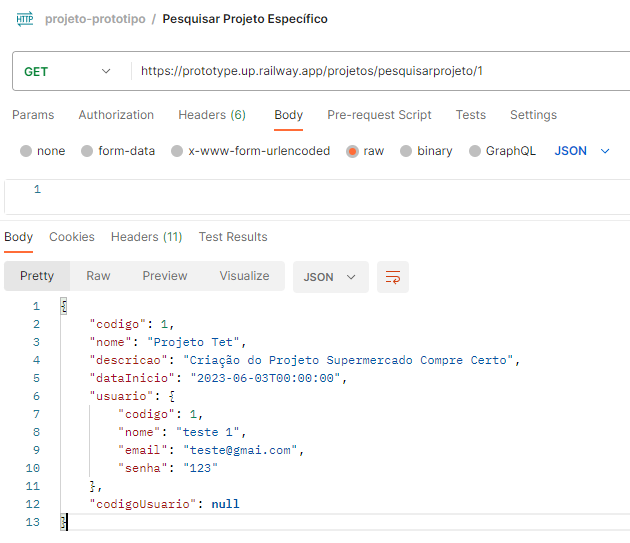 HTTP projeto-prototipo / Pesquisar Projeto Específico
GET https://prototype.up.railway.app/projetos/pesquisarprojeto/1
Params Authorization Headers (6) Body Pre-request Script Tests Settings
none form-data x-www-form-urlencoded raw binary GraphQL JSON
1
Body Cookies Headers (11) Test Results
Pretty Raw Preview Visualize JSON
1 {
2 "codigo": 1,
3 "nome": "Projeto Tet",
4 "descricao": "Criação do Projeto Supermercado Compre Certo",
5 "dataInicio": "2023-06-03T00:00:00",
6 "usuario": {
7 "codigo": 1,
8 "nome": "teste 1",
9 "email": "teste@gmai.com",
10 "senha": "123"
11 },
12 "codigoUsuario": null
13 }